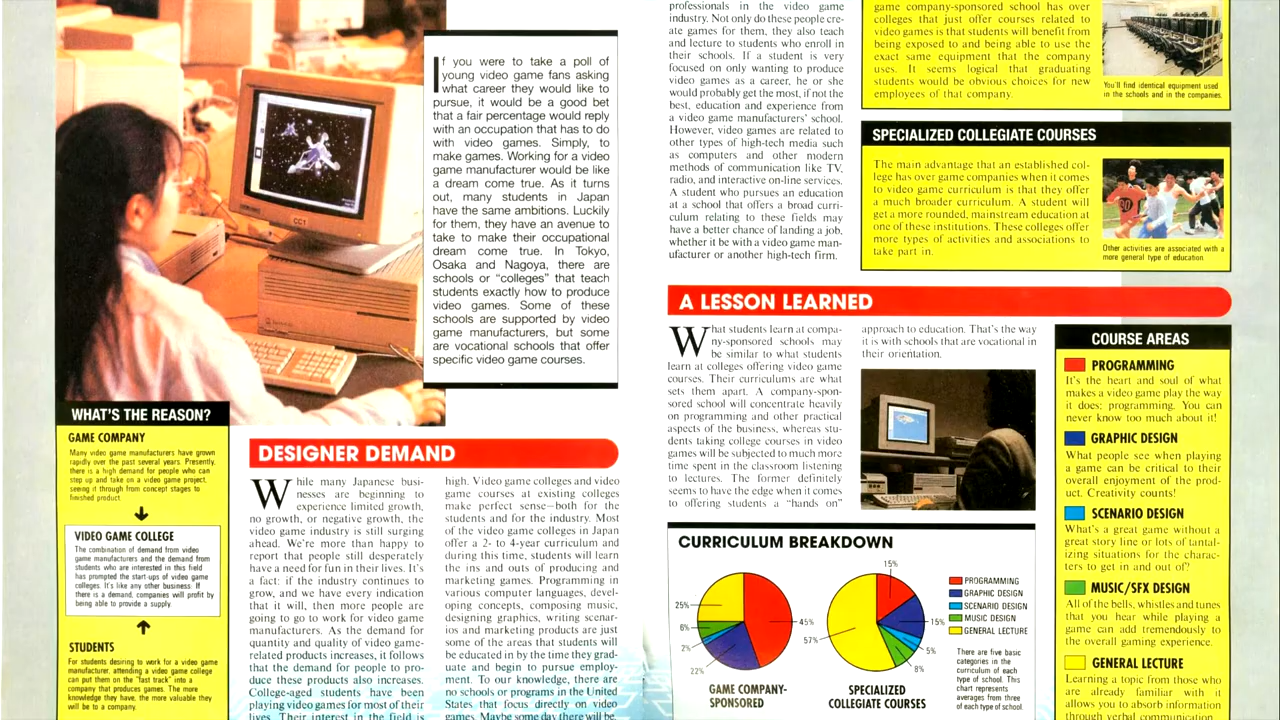 If you were to take a poll of
young video game fans asking
what career they would like to
pursue, it would be a good bet
that a fair percentage would reply
with an occupation that has to do
with video games. Simply, to
make games. Working for a video
game manufacturer would be like
a dream come true. As it turns
out, many students in Japan
have the same ambitions. Luckily
for them, they have an avenue to
take to make their occupational
dream come true. In Tokyo,
Osaka and Nagoya, there are
schools or “colleges” that teach
students exactly how to produce
video games. Some of these
schools are supported by video
game manufacturers, but some
are vocational schools that offer
specific video game courses.
WHAT'S THE REASON?
GAME COMPANY
Many video game manufacturers have grown
rapidly over the past several years. Presently,
there is a high demand for people who can
step up and take on a video game project,
seeing it through from concept stages to
finished product.
VIDEO GAME COLLEGE
The combination of demand from video
game manufacturers and the demand from
students who are interested in this field
has prompted the start-ups of video game
colleges. It's like any other business. If
there is a demand, companies will profit by
being able to provide a supply.
STUDENTS
For students desiring to work for a video game
manufacturer, attending a video game college
can put them on the "fast track" into a
company that produces games. The more
knowledge they have, the more valuable they
will be to a company.
DESIGNER DEMAND
While many Japanese busi-
nesses are beginning to
experience limited growth,
no growth, or negative growth, the
video game industry is still surging
ahead. We're more than happy to
report that people still desperately
have a need for fun in their lives. It's
a fact: if the industry continues to
grow, and we have every indication
that it will, then more people are
going to go to work for video game
manufacturers. As the demand for
quantity and quality of video game-
related products increases, it follows
that the demand for people to pro-
duce these products also increases.
College-aged students have been
playing video games for most of their
lives. Their interest in the field is
high. Video game colleges and video
game courses at existing colleges
make perfect sense—both for the
students and for the industry. Most
of the video game colleges in Japan
offer a 2- to 4-year curriculum and
during this time, students will learn
the ins and outs of producing and
marketing games. Programming in
various computer languages, devel-
oping concepts, composing music,
designing graphics, writing scenar-
ios and marketing products are just
some of the areas that students will
be educated in by the time they grad-
uate and begin to pursue employ-
ment. To our knowledge, there are
no schools or programs in the United
States that focus directly on video
games. Maybe some day there will be.
professionals in the video game
industry. Not only do these people cre-
ate games for them, they also teach
and lecture to students who enroll in
their schools. If a student is very
focused on only wanting to produce
video games as a career, he or she
would probably get the most, if not the
best, education and experience from
a video game manufacturers' school.
However, video games are related to
other types of high-tech media such
as computers and other modern
methods of communication like TV,
radio, and interactive on-line services.
A student who pursues an education
at a school that offers a broad curri-
culum relating to these fields may
have a better chance of landing a job,
whether it be with a video game man-
ufacturer or another high-tech firm.
game company-sponsored school has over
colleges that just offer courses related to
video games is that students will benefit from
being exposed to and being able to use the
exact same equipment that the company
uses. It seems logical that graduating
students would be obvious choices for new
employees of that company.
You'll find identical equipment used
in the schools and in the companies.
SPECIALIZED COLLEGIATE COURSES
The main advantage that an established col-
lege has over game companies when it comes
to video game curriculum is that they offer
a much broader curriculum. A student will
get a more rounded, mainstream education at
one of these institutions. These colleges offer
more types of activities and associations to
take part in.
Other activities are associated with a
more general type of education.
A LESSON LEARNED
What students learn at compa-
ny-sponsored schools may
be similar to what students
learn at colleges offering video game
courses. Their curriculums are what
sets them apart. A company-spon-
sored school will concentrate heavily
on programming and other practical
aspects of the business, whereas stu-
dents taking college courses in video
games will be subjected to much more
time spent in the classroom listening
to lectures. The former definitely
seems to have the edge when it comes
to offering students a “hands on”
approach to education. That's the way
it is with schools that are vocational in
their orientation.
CURRICULUM BREAKDOWN
25%
6%
2%
22%
45%
GAME COMPANY-
SPONSORED
15%
15%
5%
8%
57%
SPECIALIZED
COLLEGIATE COURSES
PROGRAMMING
GRAPHIC DESIGN
SCENARIO DESIGN
MUSIC DESIGN
GENERAL LECTURE
There are five basic
categories in the
curriculum of each
type of school. This
chart represents
averages from three
of each type of school.
COURSE AREAS
PROGRAMMING
It's the heart and soul of what
makes a video game play the way
it does; programming. You can
never know too much about it!
GRAPHIC DESIGN
What people see when playing
a game can be critical to their
overall enjoyment of the prod-
uct. Creativity counts!
SCENARIO DESIGN
What's a great game without a
great story line or lots of tantal-
izing situations for the charac-
ters to get in and out of?
MUSIC/SFX DESIGN
All of the bells, whistles and tunes
that you hear while playing a
game can add tremendously to
the overall gaming experience.
GENERAL LECTURE
Learning a topic from those who
are already familiar with it
allows you to absorb information
through verbal communication